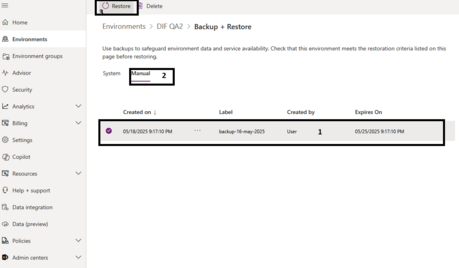 Home
Environments
Environment groups
Advisor
Security
Analytics
Billing
Settings
Copilot
Resources
Help + support
Data integration
Data (preview)
Policies
Admin centers
Restore Delete
Environments > DIF QA2 > Backup + Restore
Use backups to safeguard environment data and service availability. Check that this environment meets the restoration criteria listed on this
page before restoring.
System Manual 2
Created on ↓ Label Created by Expires On
05/18/2025 9:17:10 PM ... backup-16-may-2025 User 1 05/25/2025 9:17:10 PM